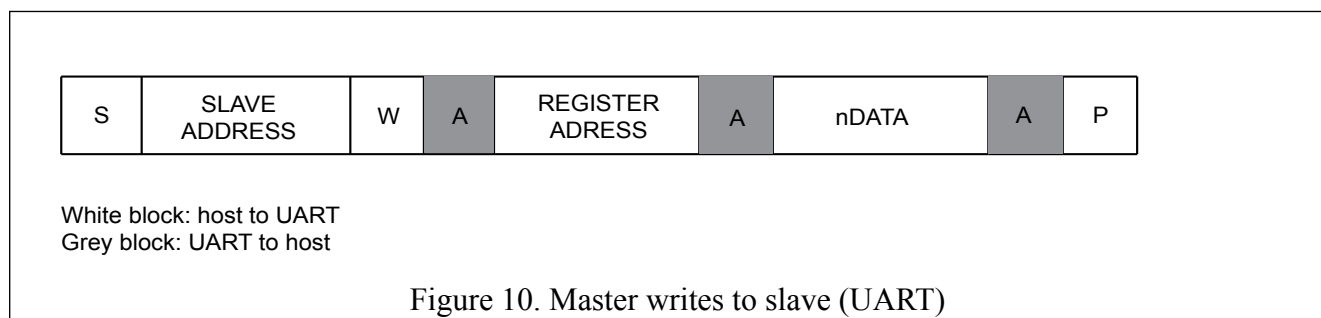 S SLAVE ADDRESS W A REGISTER ADRESS A nDATA A P
White block: host to UART
Grey block: UART to host
Figure 10. Master writes to slave (UART)